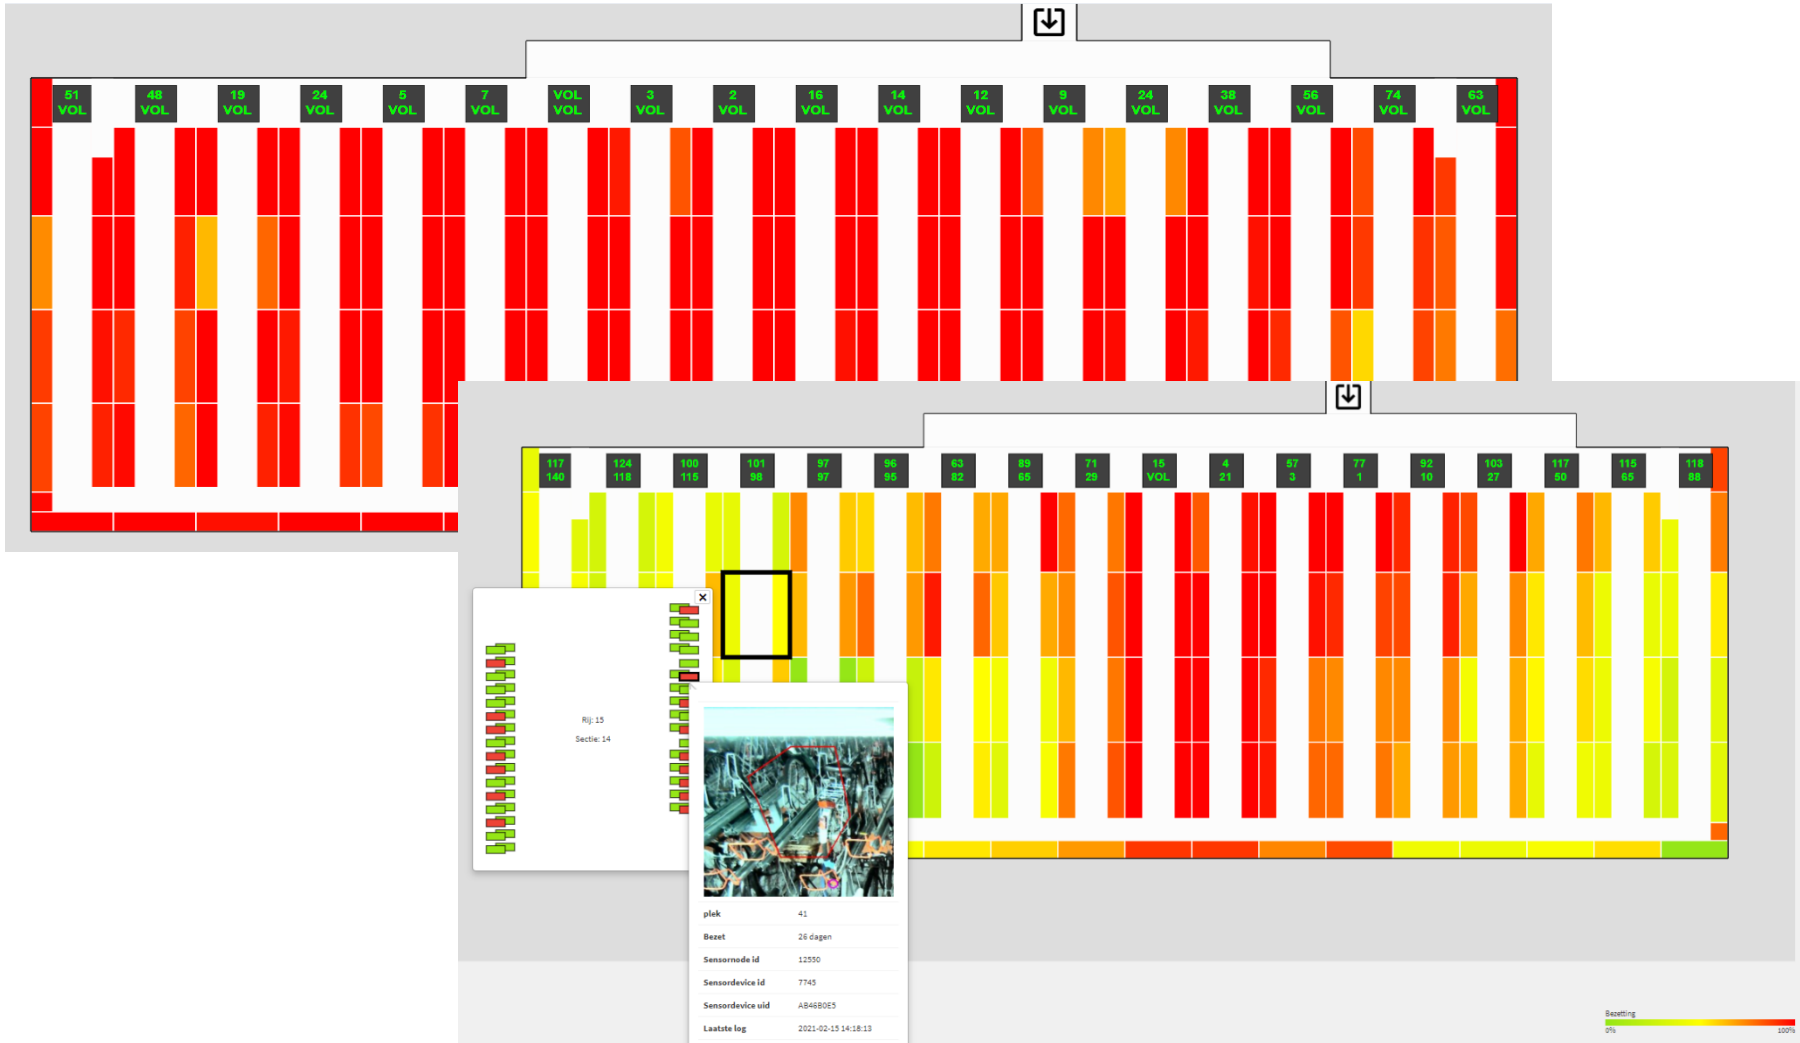 51 48 19 24 5 7 VOL 3 2 16 14 12 9 24 38 56 74 63
VOL VOL VOL VOL VOL VOL VOL VOL VOL VOL VOL VOL VOL VOL VOL VOL VOL VOL
117 124 100 101 97 96 63 89 71 15 4 57 77 92 103 117 115 118
140 118 115 98 97 95 82 65 29 VOL 21 3 1 10 27 50 65 88
Rij: 15
Sectie: 14
plek 41
Bezet 26 dagen
Sensornode id 12550
Sensordevice id 7745
Sensordevice uid AB46B0E5
Laatste log 2021-02-15 14:18:13
Bezetting
0% 100%